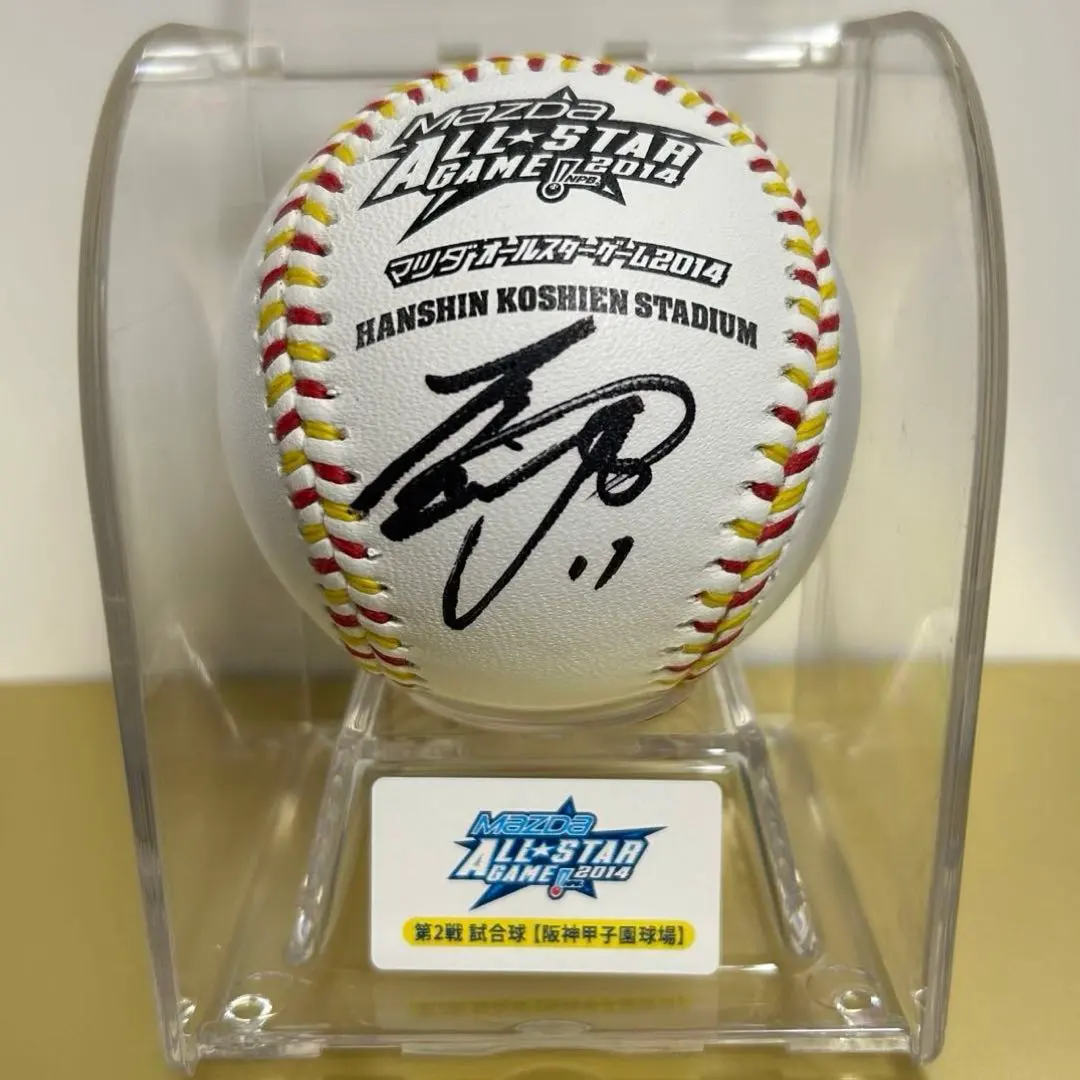 mazda
ALL★STAR
GAME 2014
NPB
マツダオールスターゲーム2014
HANSHIN KOSHIEN STADIUM
mazda
ALL★STAR
GAME 2014
NPB
第2戦 試合球【阪神甲子園球場】